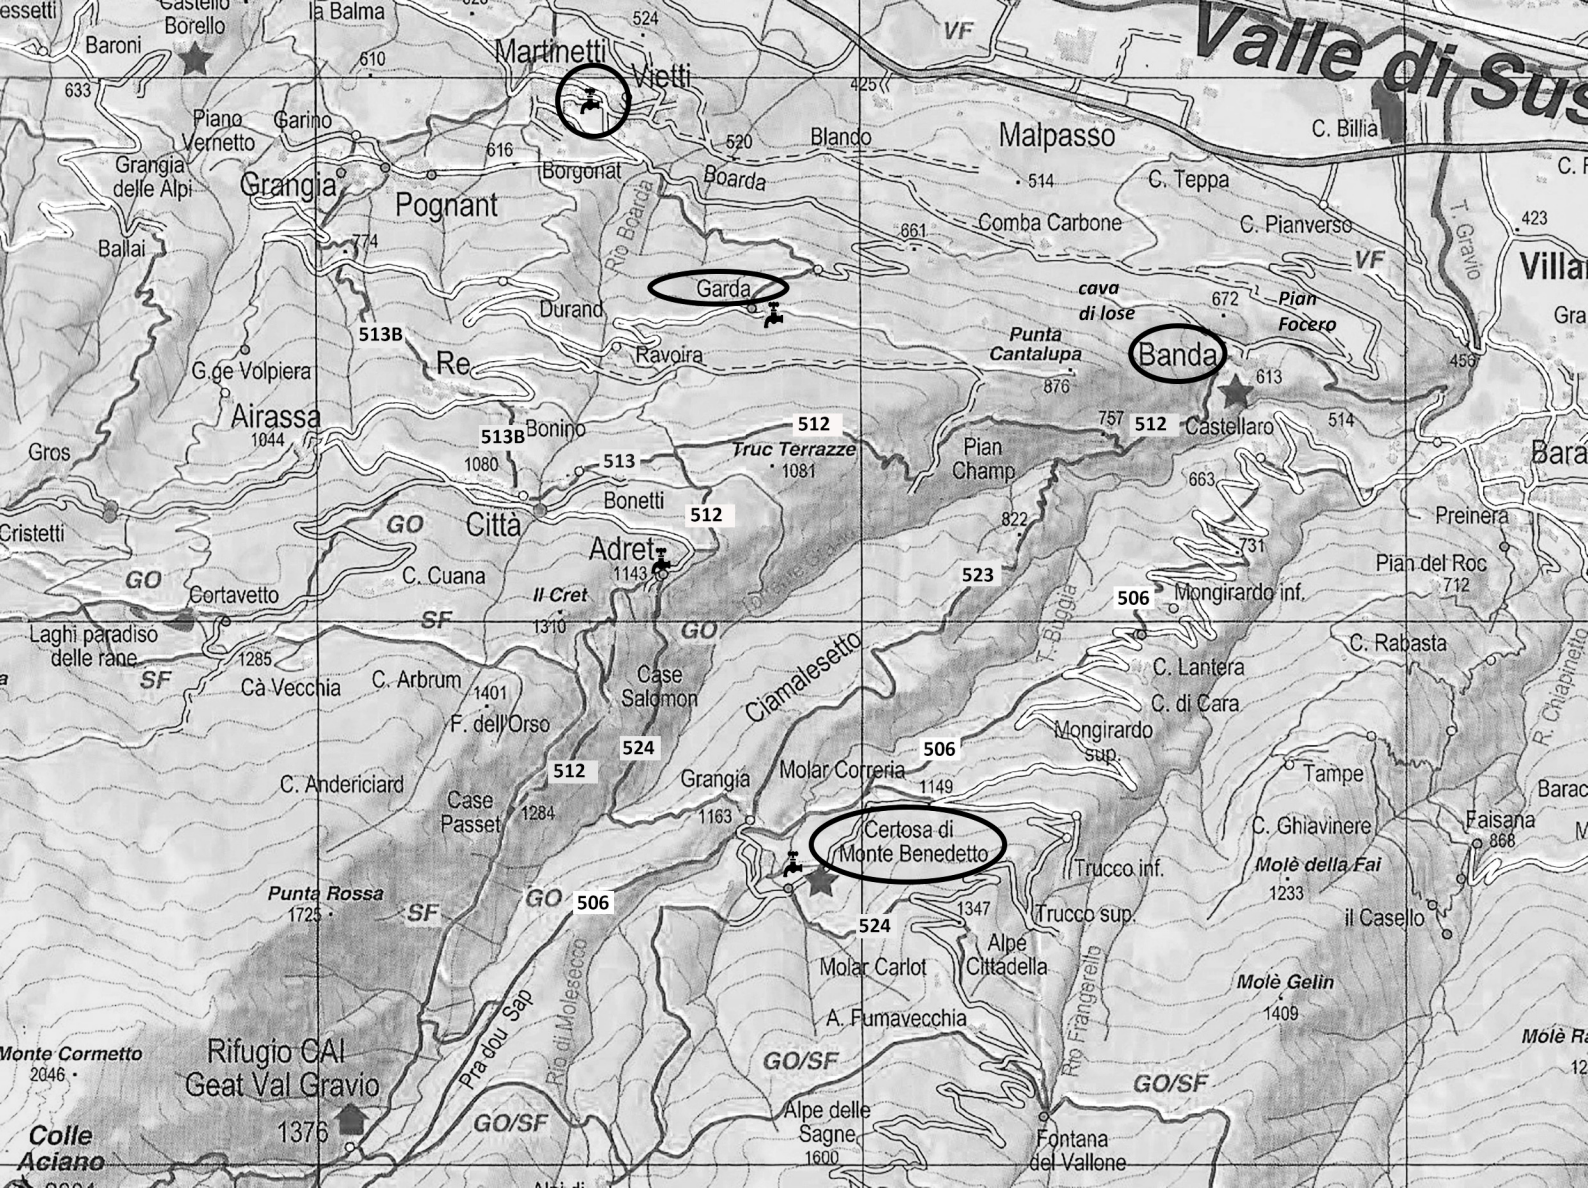 essetti
Castello
Borello
la Balma
524
VF
Valle di Sus
Baroni
610
Martinetti
Vietti
633
425
Piano
Vernetto
Garino
616
520
Blando
Malpasso
C. Billia
Grangia
delle Alpi
Grangia
Borgonat
Boarda
514
C. Teppa
C. F
Pognant
Rio Boarda
Comba Carbone
C. Pianverso
T. Gravio
423
Ballai
774
661
VF
Villar
Garda
cava
di lose
672
Pian
Focero
Gra
Durand
513B
Punta
Cantalupa
Banda
Re
Ravoira
876
613
456
G.ge Volpiera
Airassa
1044
513B
Bonino
512
757
512
Castellaro
514
Gros
1080
513
Truc Terrazze
1081
Pian
Champ
Bará
Bonetti
663
Cristetti
GO
Città
512
822
Preinera
Adret
1143
731
GO
C. Cuana
523
Pian del Roc
712
Cortavetto
Il Cret
1310
506
Mongirardo inf.
Laghi paradiso
delle rane
SF
GO
T. Buggia
C. Rabasta
1285
SF
Cà Vecchia
C. Arbrum
1401
Case
Salomon
Ciamalesetto
C. Lantera
C. di Cara
R. Chiapinetto
F. dell'Orso
524
506
Mongirardo
sup.
C. Andericiard
512
Grangia
Molar Correria
1149
Tampe
Case
Passet
1284
1163
Certosa di
Monte Benedetto
C. Ghiavinere
Faisana
868
Barac
Trucco inf.
Molè della Fai
1233
Punta Rossa
1725
SF
GO
506
524
1347
Trucco sup.
il Casello
Molar Carlot
Alpe
Cittadella
Pra dou Sap
Rio di Molesecco
A. Fumavecchia
Rio Frangerello
Molè Gelin
1409
Monte Cormetto
2046
Rifugio CAI
Geat Val Gravio
GO/SF
GO/SF
Molè Ra
12
1376
GO/SF
Alpe delle
Sagne
1600
Colle
Aciano
Fontana
del Vallone
Alpi di